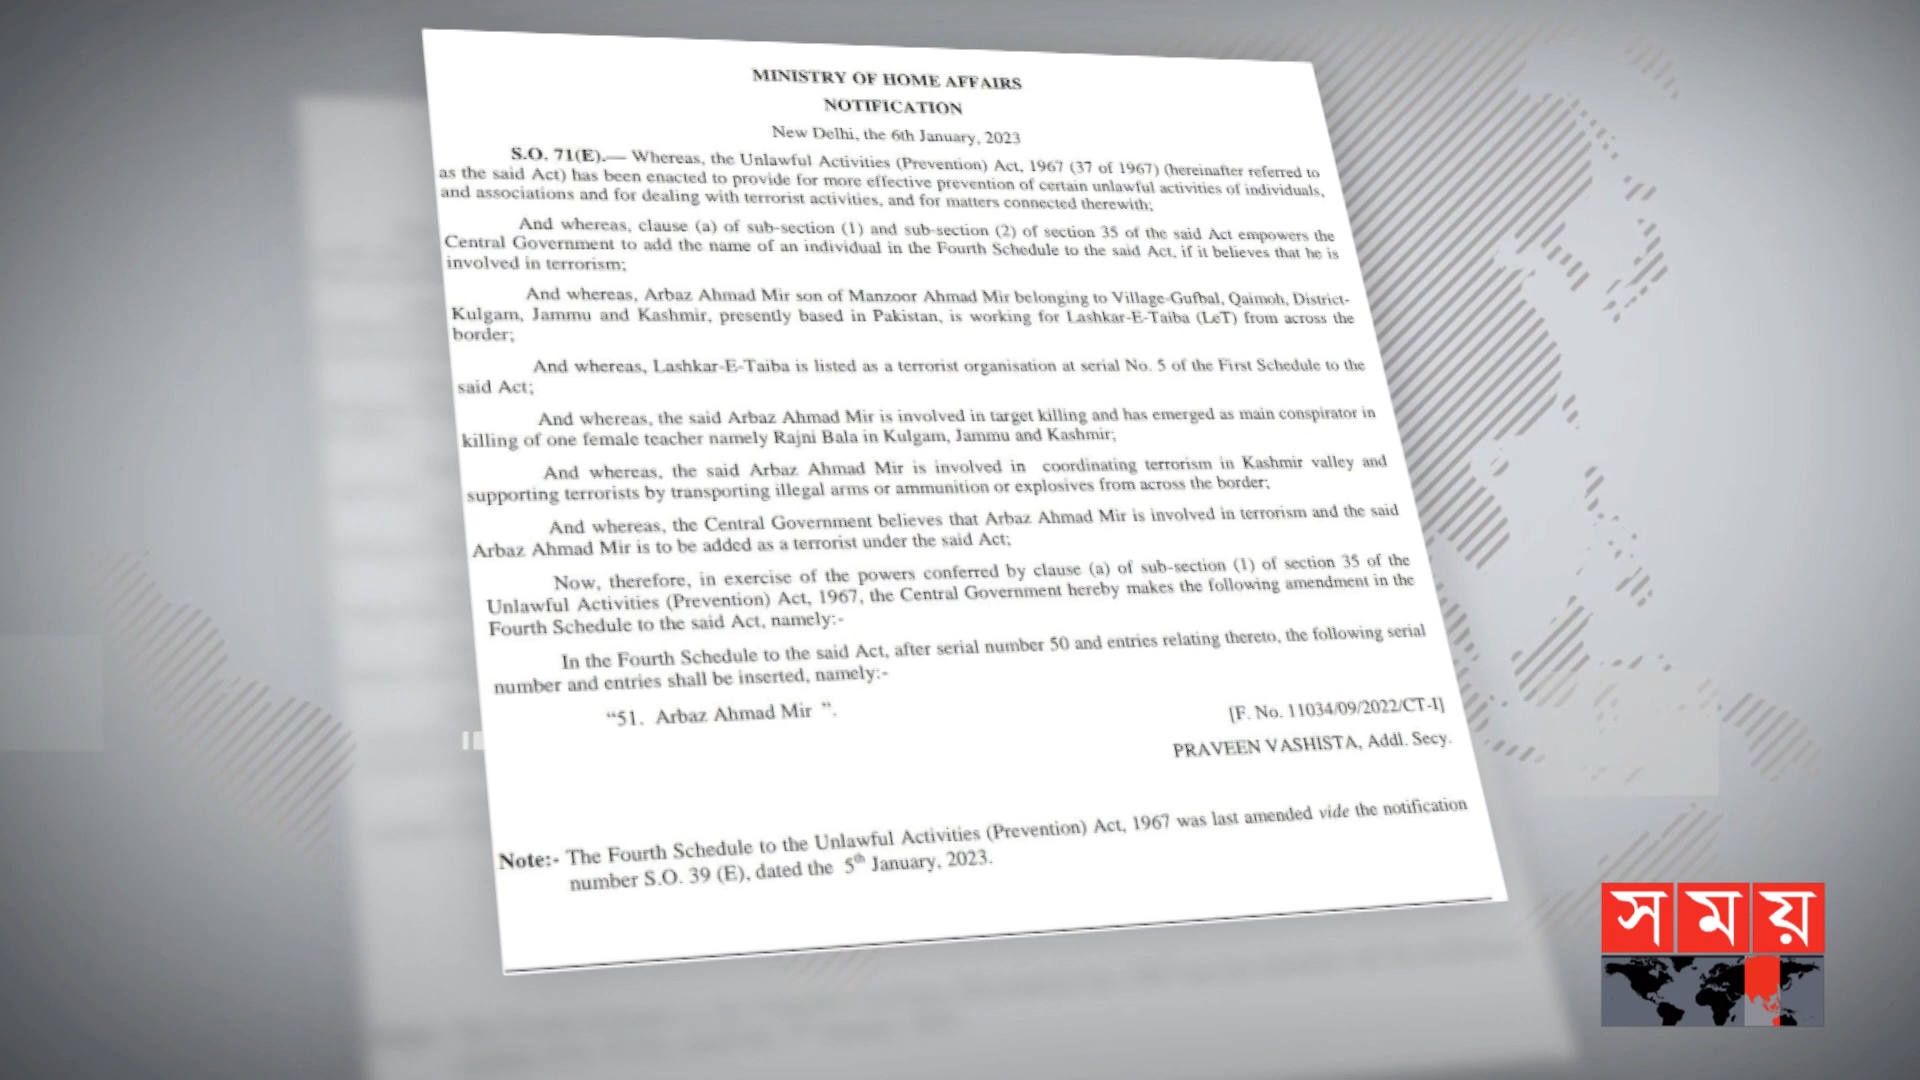 MINISTRY OF HOME AFFAIRS
NOTIFICATION
New Delhi, the 6th January, 2023
S.O. 71(E).— Whereas, the Unlawful Activities (Prevention) Act, 1967 (37 of 1967) (hereinafter referred to
as the said Act) has been enacted to provide for more effective prevention of certain unlawful activities of individuals,
and associations and for dealing with terrorist activities, and for matters connected therewith;
And whereas, clause (a) of sub-section (1) and sub-section (2) of section 35 of the said Act empowers the
Central Government to add the name of an individual in the Fourth Schedule to the said Act, if it believes that he is
involved in terrorism;
And whereas, Arbaz Ahmad Mir son of Manzoor Ahmad Mir belonging to Village-Gufbal, Qaimoh, District-
Kulgam, Jammu and Kashmir, presently based in Pakistan, is working for Lashkar-E-Taiba (LeT) from across the
border;
And whereas, Lashkar-E-Taiba is listed as a terrorist organisation at serial No. 5 of the First Schedule to the
said Act;
And whereas, the said Arbaz Ahmad Mir is involved in target killing and has emerged as main conspirator in
killing of one female teacher namely Rajni Bala in Kulgam, Jammu and Kashmir;
And whereas, the said Arbaz Ahmad Mir is involved in coordinating terrorism in Kashmir valley and
supporting terrorists by transporting illegal arms or ammunition or explosives from across the border;
And whereas, the Central Government believes that Arbaz Ahmad Mir is involved in terrorism and the said
Arbaz Ahmad Mir is to be added as a terrorist under the said Act;
Now, therefore, in exercise of the powers conferred by clause (a) of sub-section (1) of section 35 of the
Unlawful Activities (Prevention) Act, 1967, the Central Government hereby makes the following amendment in the
Fourth Schedule to the said Act, namely:-
In the Fourth Schedule to the said Act, after serial number 50 and entries relating thereto, the following serial
number and entries shall be inserted, namely:-
“51. Arbaz Ahmad Mir ”.
[F. No. 11034/09/2022/CT-I]
PRAVEEN VASHISTA, Addl. Secy.
Note:- The Fourth Schedule to the Unlawful Activities (Prevention) Act, 1967 was last amended vide the notification
number S.O. 39 (E), dated the 5th January, 2023.
সময়